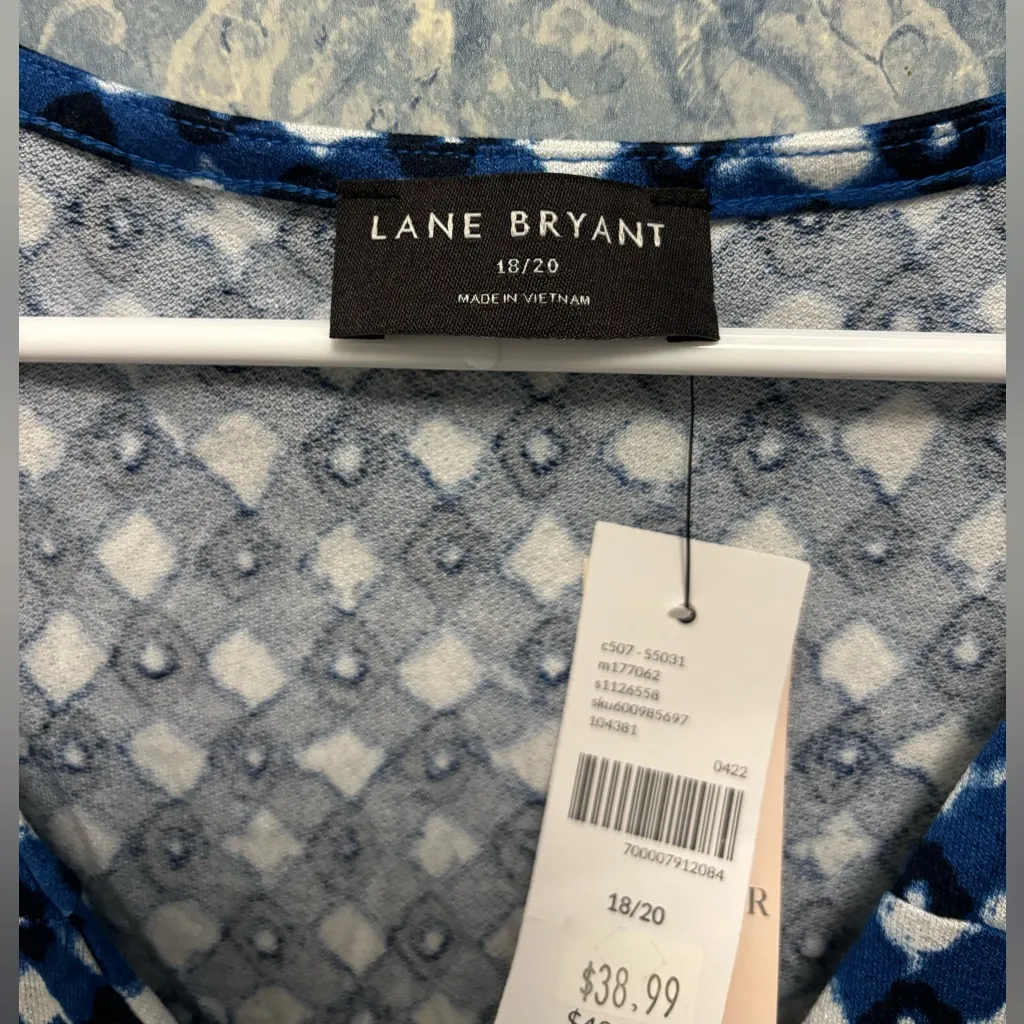 LANE BRYANT
18/20
MADE IN VIETNAM
c507 - S5031
m177062
s1126558
sku600985697
104381
0422
700007912084
18/20
R
$38.99